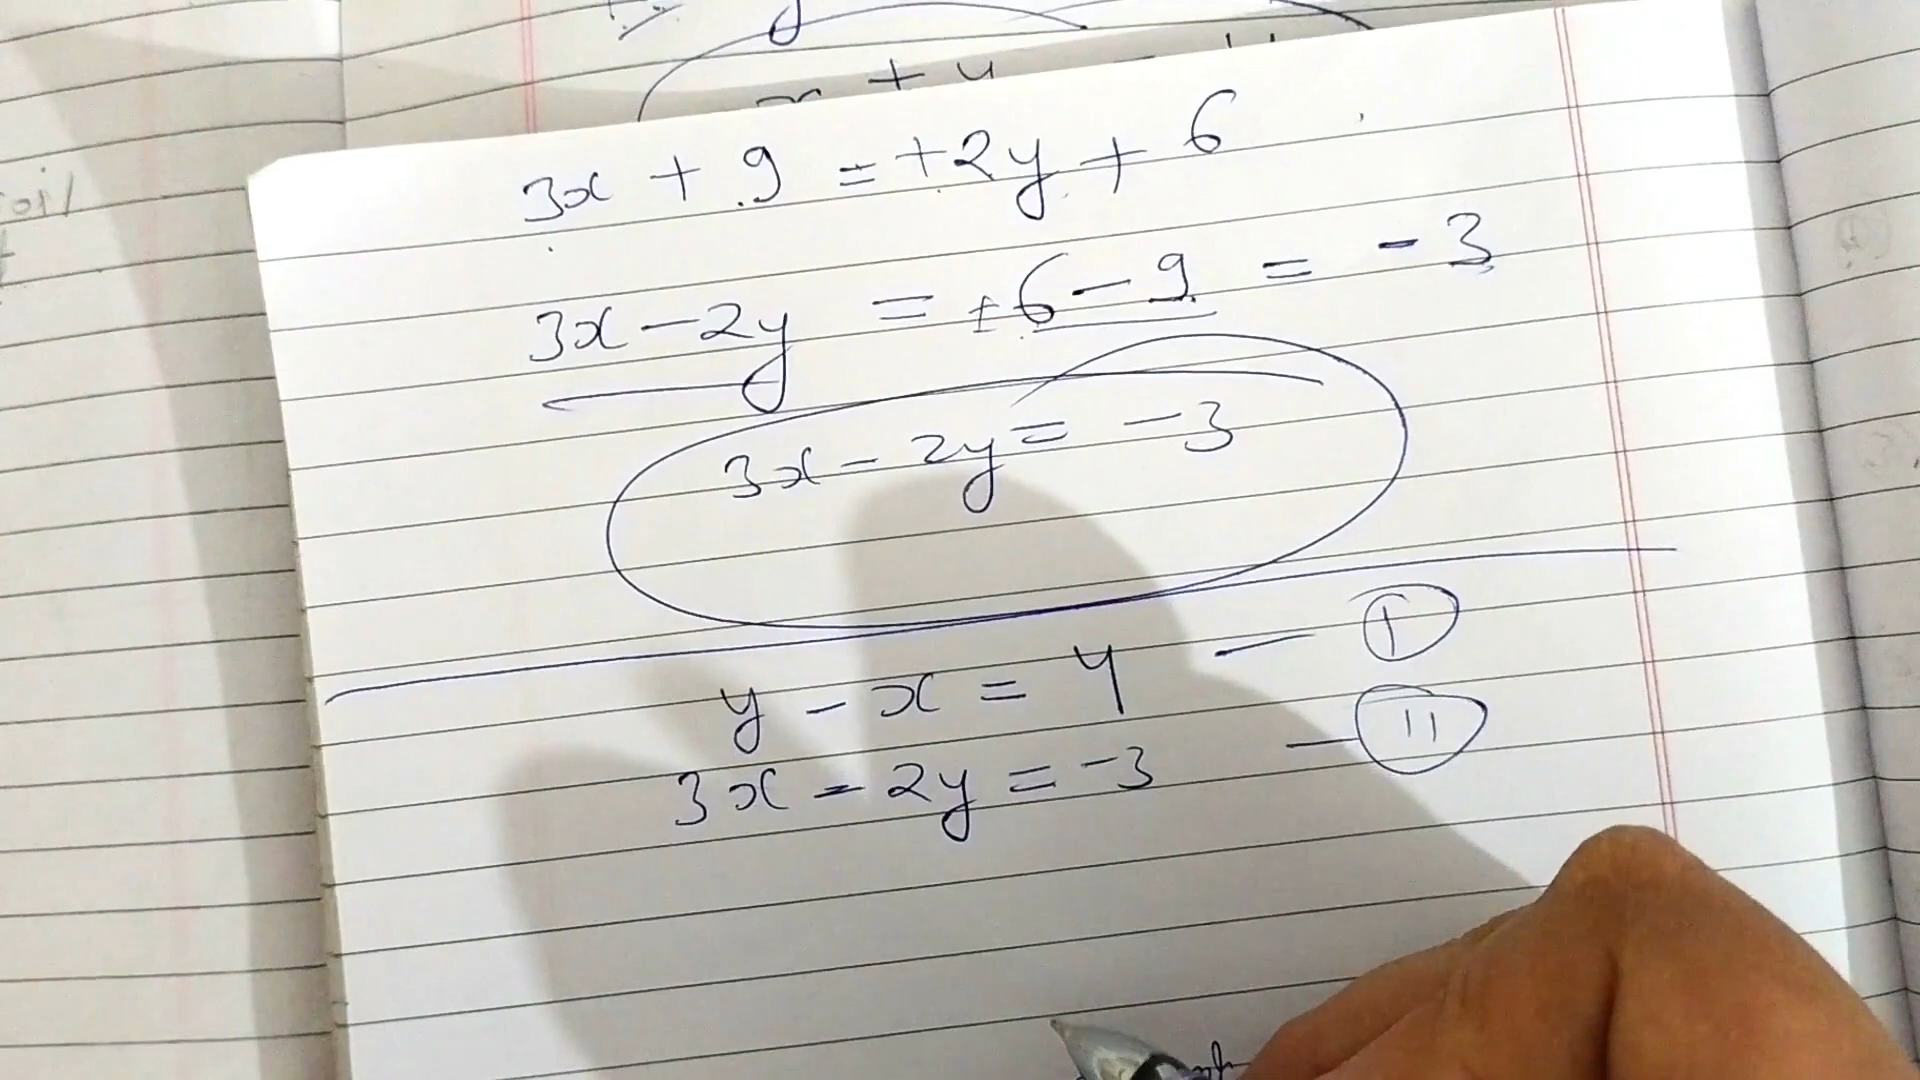 x + y
3x + 9 = +2y + 6
3x - 2y = +6 - 9 = -3
3x - 2y = -3
y - x = 4 — I
3x - 2y = -3 — II